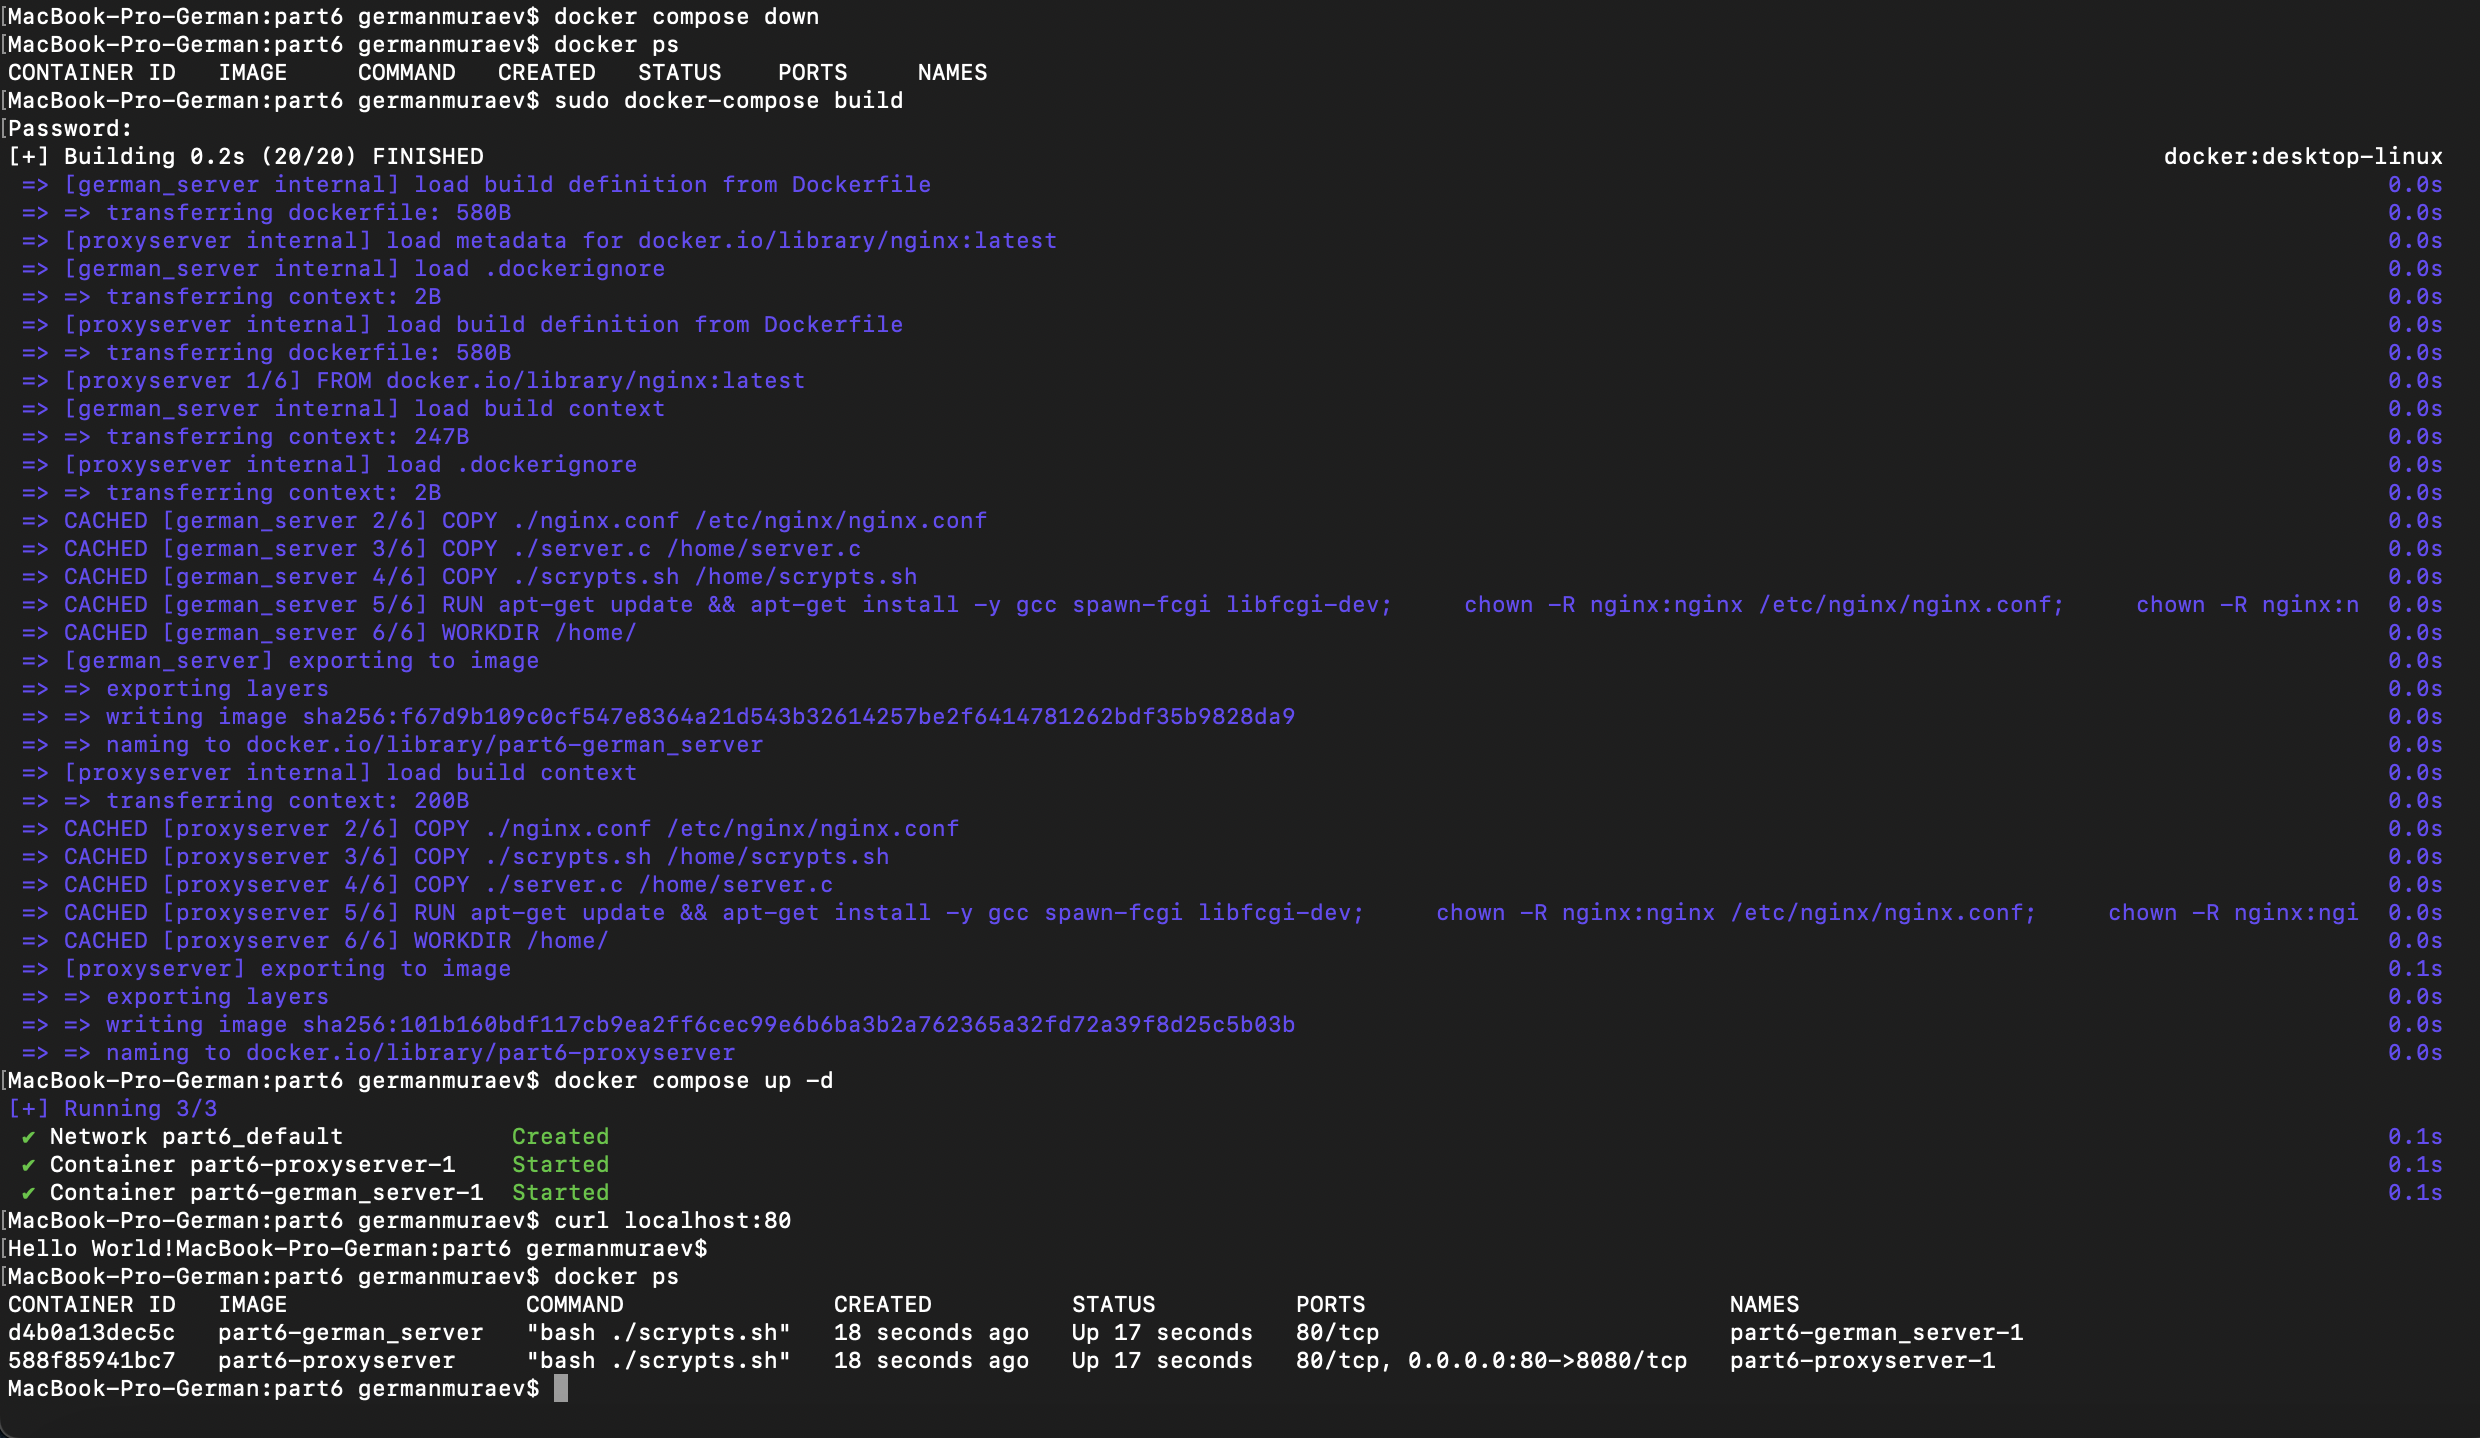 [MacBook-Pro-German:part6 germanmuraev$ docker compose down
[MacBook-Pro-German:part6 germanmuraev$ docker ps
CONTAINER ID   IMAGE     COMMAND   CREATED   STATUS    PORTS     NAMES
[MacBook-Pro-German:part6 germanmuraev$ sudo docker-compose build
[Password:
[+] Building 0.2s (20/20) FINISHED docker:desktop-linux
=> [german_server internal] load build definition from Dockerfile 0.0s
=> => transferring dockerfile: 580B 0.0s
=> [proxyserver internal] load metadata for docker.io/library/nginx:latest 0.0s
=> [german_server internal] load .dockerignore 0.0s
=> => transferring context: 2B 0.0s
=> [proxyserver internal] load build definition from Dockerfile 0.0s
=> => transferring dockerfile: 580B 0.0s
=> [proxyserver 1/6] FROM docker.io/library/nginx:latest 0.0s
=> [german_server internal] load build context 0.0s
=> => transferring context: 247B 0.0s
=> [proxyserver internal] load .dockerignore 0.0s
=> => transferring context: 2B 0.0s
=> CACHED [german_server 2/6] COPY ./nginx.conf /etc/nginx/nginx.conf 0.0s
=> CACHED [german_server 3/6] COPY ./server.c /home/server.c 0.0s
=> CACHED [german_server 4/6] COPY ./scrypts.sh /home/scrypts.sh 0.0s
=> CACHED [german_server 5/6] RUN apt-get update && apt-get install -y gcc spawn-fcgi libfcgi-dev;     chown -R nginx:nginx /etc/nginx/nginx.conf;     chown -R nginx:n 0.0s
=> CACHED [german_server 6/6] WORKDIR /home/ 0.0s
=> [german_server] exporting to image 0.0s
=> => exporting layers 0.0s
=> => writing image sha256:f67d9b109c0cf547e8364a21d543b32614257be2f6414781262bdf35b9828da9 0.0s
=> => naming to docker.io/library/part6-german_server 0.0s
=> [proxyserver internal] load build context 0.0s
=> => transferring context: 200B 0.0s
=> CACHED [proxyserver 2/6] COPY ./nginx.conf /etc/nginx/nginx.conf 0.0s
=> CACHED [proxyserver 3/6] COPY ./scrypts.sh /home/scrypts.sh 0.0s
=> CACHED [proxyserver 4/6] COPY ./server.c /home/server.c 0.0s
=> CACHED [proxyserver 5/6] RUN apt-get update && apt-get install -y gcc spawn-fcgi libfcgi-dev;     chown -R nginx:nginx /etc/nginx/nginx.conf;     chown -R nginx:ngi 0.0s
=> CACHED [proxyserver 6/6] WORKDIR /home/ 0.0s
=> [proxyserver] exporting to image 0.1s
=> => exporting layers 0.0s
=> => writing image sha256:101b160bdf117cb9ea2ff6cec99e6b6ba3b2a762365a32fd72a39f8d25c5b03b 0.0s
=> => naming to docker.io/library/part6-proxyserver 0.0s
[MacBook-Pro-German:part6 germanmuraev$ docker compose up -d
[+] Running 3/3
✔ Network part6_default            Created 0.1s
✔ Container part6-proxyserver-1    Started 0.1s
✔ Container part6-german_server-1  Started 0.1s
[MacBook-Pro-German:part6 germanmuraev$ curl localhost:80
[Hello World!MacBook-Pro-German:part6 germanmuraev$
[MacBook-Pro-German:part6 germanmuraev$ docker ps
CONTAINER ID   IMAGE                 COMMAND               CREATED          STATUS          PORTS                          NAMES
d4b0a13dec5c   part6-german_server   "bash ./scrypts.sh"   18 seconds ago   Up 17 seconds   80/tcp                         part6-german_server-1
588f85941bc7   part6-proxyserver     "bash ./scrypts.sh"   18 seconds ago   Up 17 seconds   80/tcp, 0.0.0.0:80->8080/tcp   part6-proxyserver-1
MacBook-Pro-German:part6 germanmuraev$